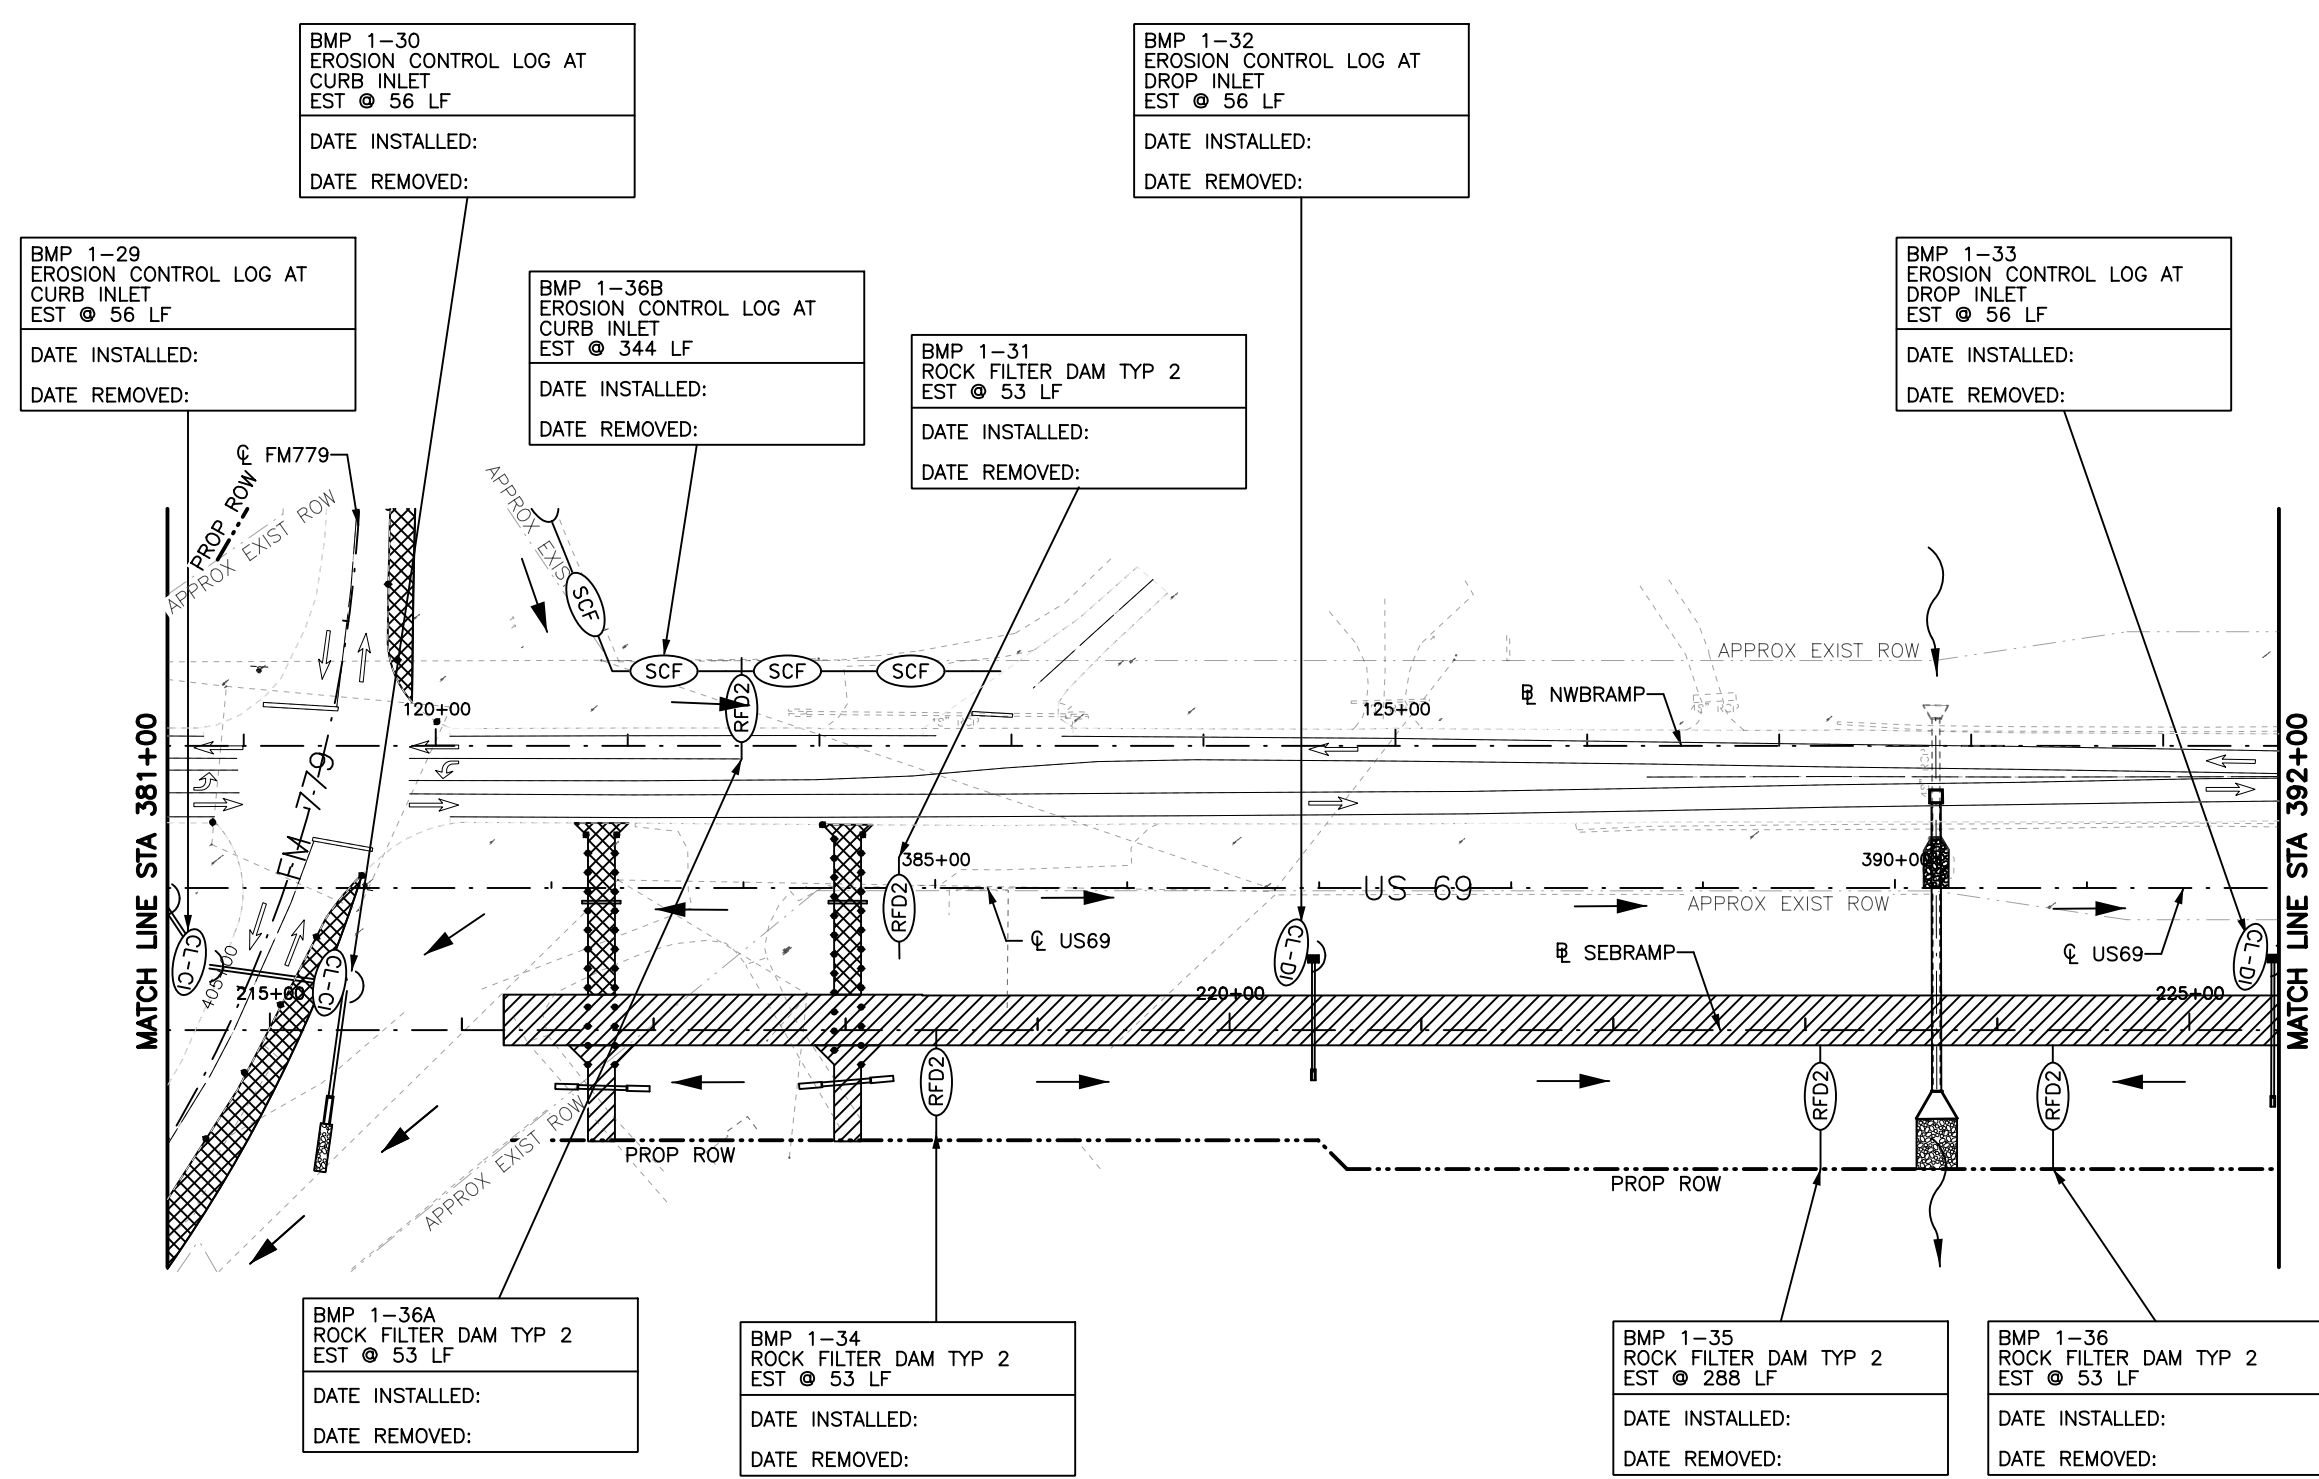 BMP 1-30
EROSION CONTROL LOG AT
CURB INLET
EST @ 56 LF
DATE INSTALLED:
DATE REMOVED:
BMP 1-32
EROSION CONTROL LOG AT
DROP INLET
EST @ 56 LF
DATE INSTALLED:
DATE REMOVED:
BMP 1-29
EROSION CONTROL LOG AT
CURB INLET
EST @ 56 LF
DATE INSTALLED:
DATE REMOVED:
BMP 1-36B
EROSION CONTROL LOG AT
CURB INLET
EST @ 344 LF
DATE INSTALLED:
DATE REMOVED:
BMP 1-31
ROCK FILTER DAM TYP 2
EST @ 53 LF
DATE INSTALLED:
DATE REMOVED:
BMP 1-33
EROSION CONTROL LOG AT
DROP INLET
EST @ 56 LF
DATE INSTALLED:
DATE REMOVED:
℄ FM779
PROP ROW
APPROX EXIST ROW
APPROX EXIST
SCF
SCF
SCF
SCF
RFD2
APPROX EXIST ROW
NWBRAMP
120+00
125+00
MATCH LINE STA 381+00
MATCH LINE STA 392+00
FM 779
385+00
390+00
US 69
APPROX EXIST ROW
RFD2
℄ US69
SEBRAMP
℄ US69
CL-CI
CL-CI
CL-DI
CL-DI
405+00
215+00
220+00
225+00
RFD2
RFD2
RFD2
APPROX EXIST ROW
PROP ROW
PROP ROW
BMP 1-36A
ROCK FILTER DAM TYP 2
EST @ 53 LF
DATE INSTALLED:
DATE REMOVED:
BMP 1-34
ROCK FILTER DAM TYP 2
EST @ 53 LF
DATE INSTALLED:
DATE REMOVED:
BMP 1-35
ROCK FILTER DAM TYP 2
EST @ 288 LF
DATE INSTALLED:
DATE REMOVED:
BMP 1-36
ROCK FILTER DAM TYP 2
EST @ 53 LF
DATE INSTALLED:
DATE REMOVED: